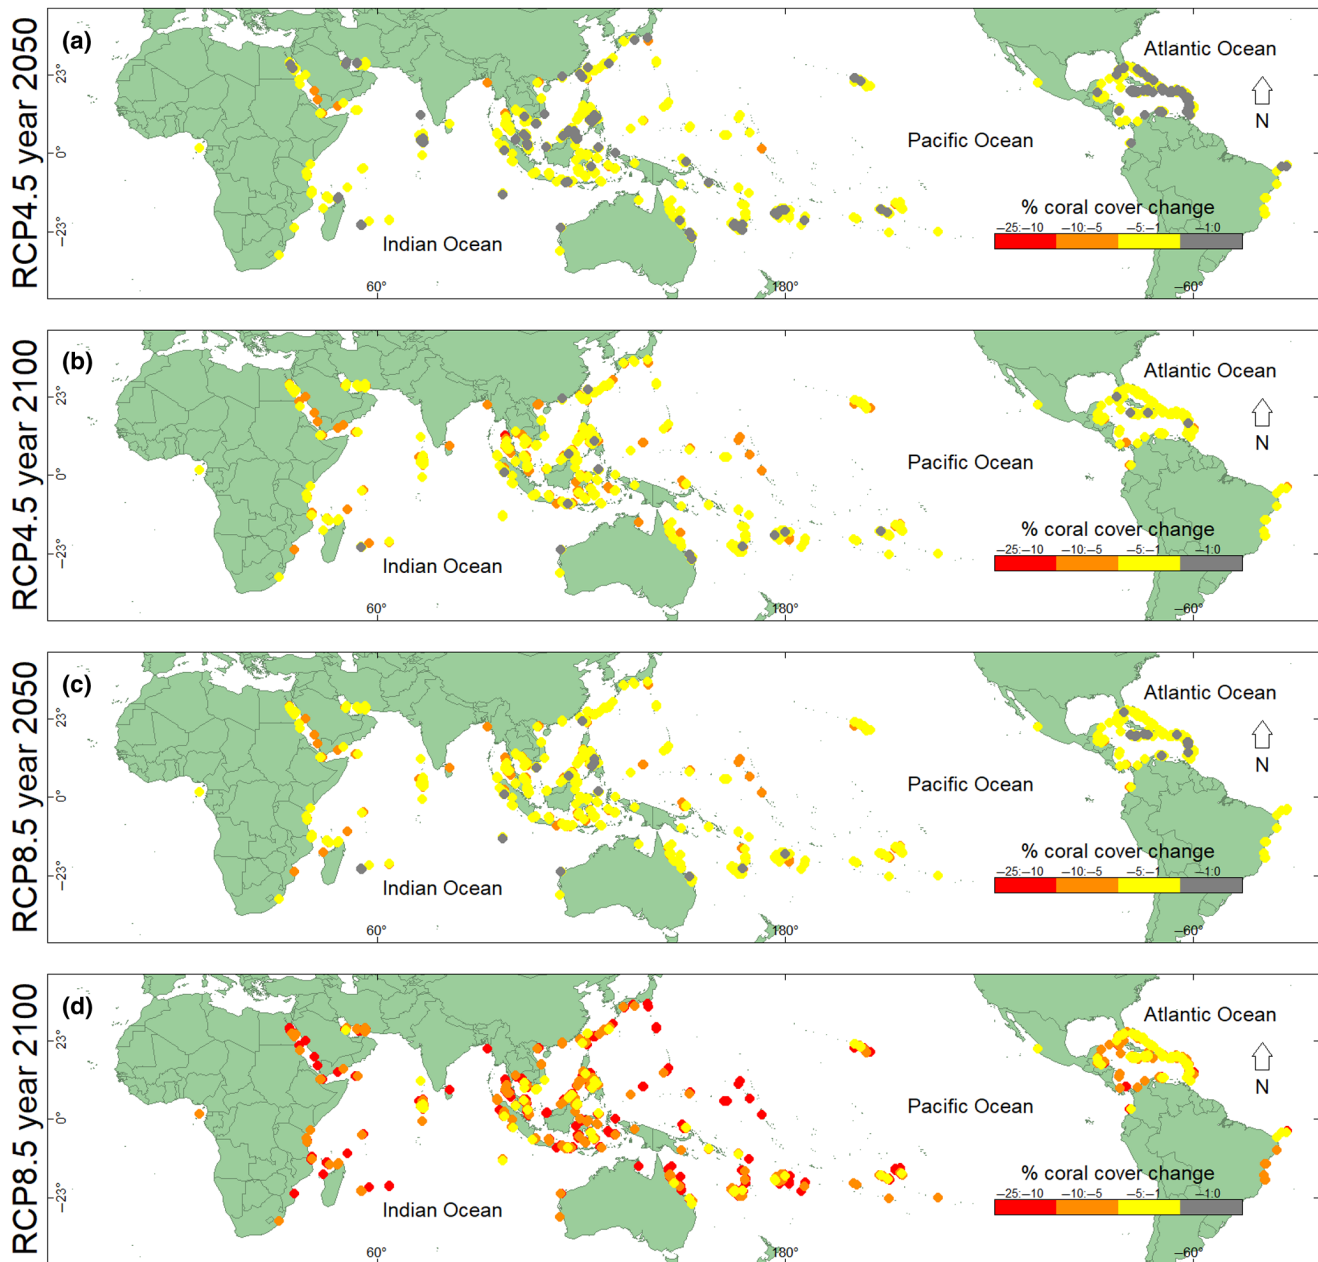 RCP4.5 year 2050
(a)
Atlantic Ocean
N
Pacific Ocean
Indian Ocean
% coral cover change
–25:–10 –10:–5 –5:–1 –1:0
23°
0°
–23°
60° 180° –60°
RCP4.5 year 2100
(b)
Atlantic Ocean
N
Pacific Ocean
Indian Ocean
% coral cover change
–25:–10 –10:–5 –5:–1 –1:0
23°
0°
–23°
60° 180° –60°
RCP8.5 year 2050
(c)
Atlantic Ocean
N
Pacific Ocean
Indian Ocean
% coral cover change
–25:–10 –10:–5 –5:–1 –1:0
23°
0°
–23°
60° 180° –60°
RCP8.5 year 2100
(d)
Atlantic Ocean
N
Pacific Ocean
Indian Ocean
% coral cover change
–25:–10 –10:–5 –5:–1 –1:0
23°
0°
–23°
60° 180° –60°